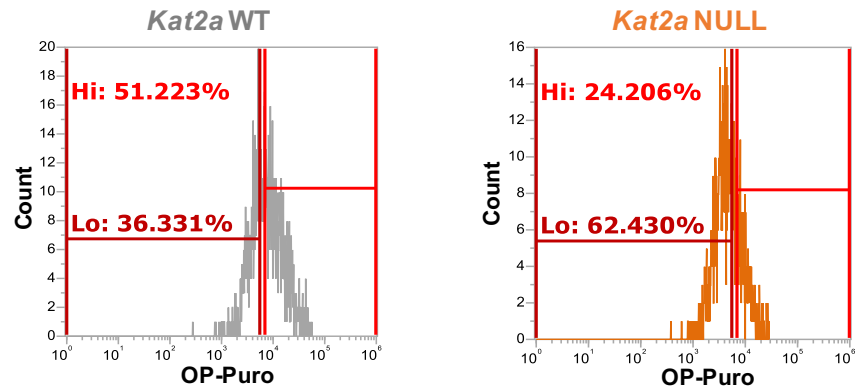 Kat2a WT
20
18
16
14
12
10
8
6
4
2
0
Count
Hi: 51.223%
Lo: 36.331%
10^0 10^1 10^2 10^3 10^4 10^5 10^6
OP-Puro
Kat2a NULL
16
14
12
10
8
6
4
2
0
Count
Hi: 24.206%
Lo: 62.430%
10^0 10^1 10^2 10^3 10^4 10^5 10^6
OP-Puro